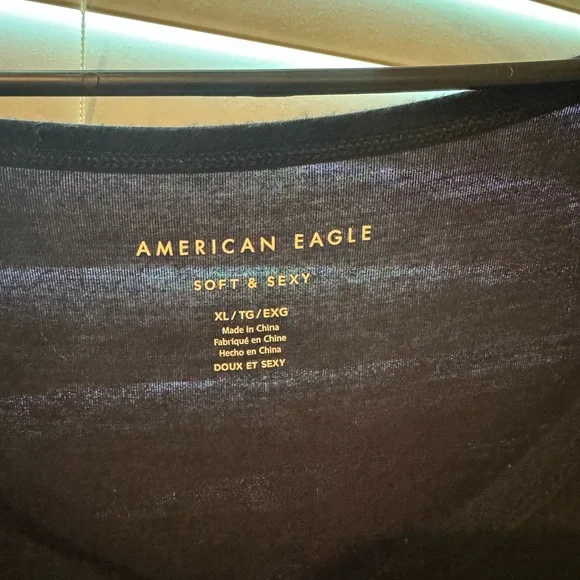 AMERICAN EAGLE
SOFT & SEXY
XL/TG/EXG
Made in China
Fabriqué en Chine
Hecho en China
DOUX ET SEXY